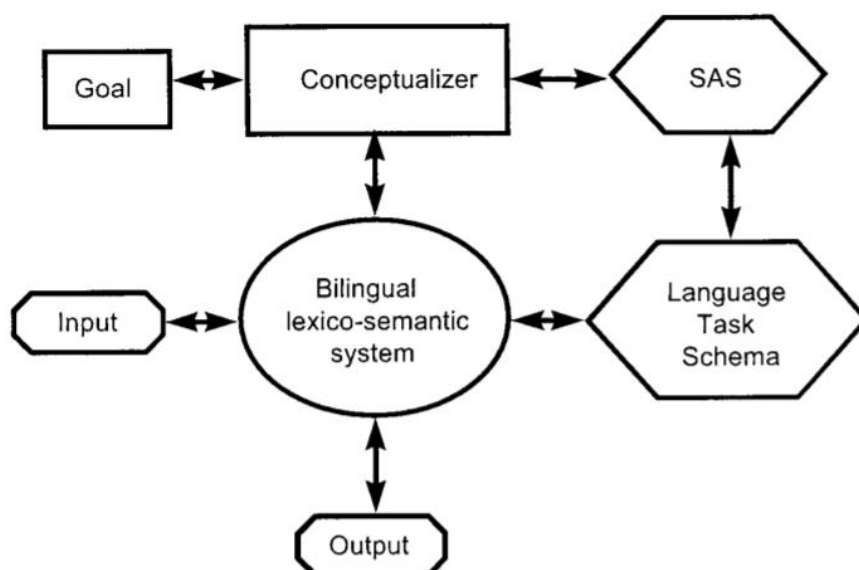 Goal
Conceptualizer
SAS
Input
Bilingual
lexico-semantic
system
Language
Task
Schema
Output